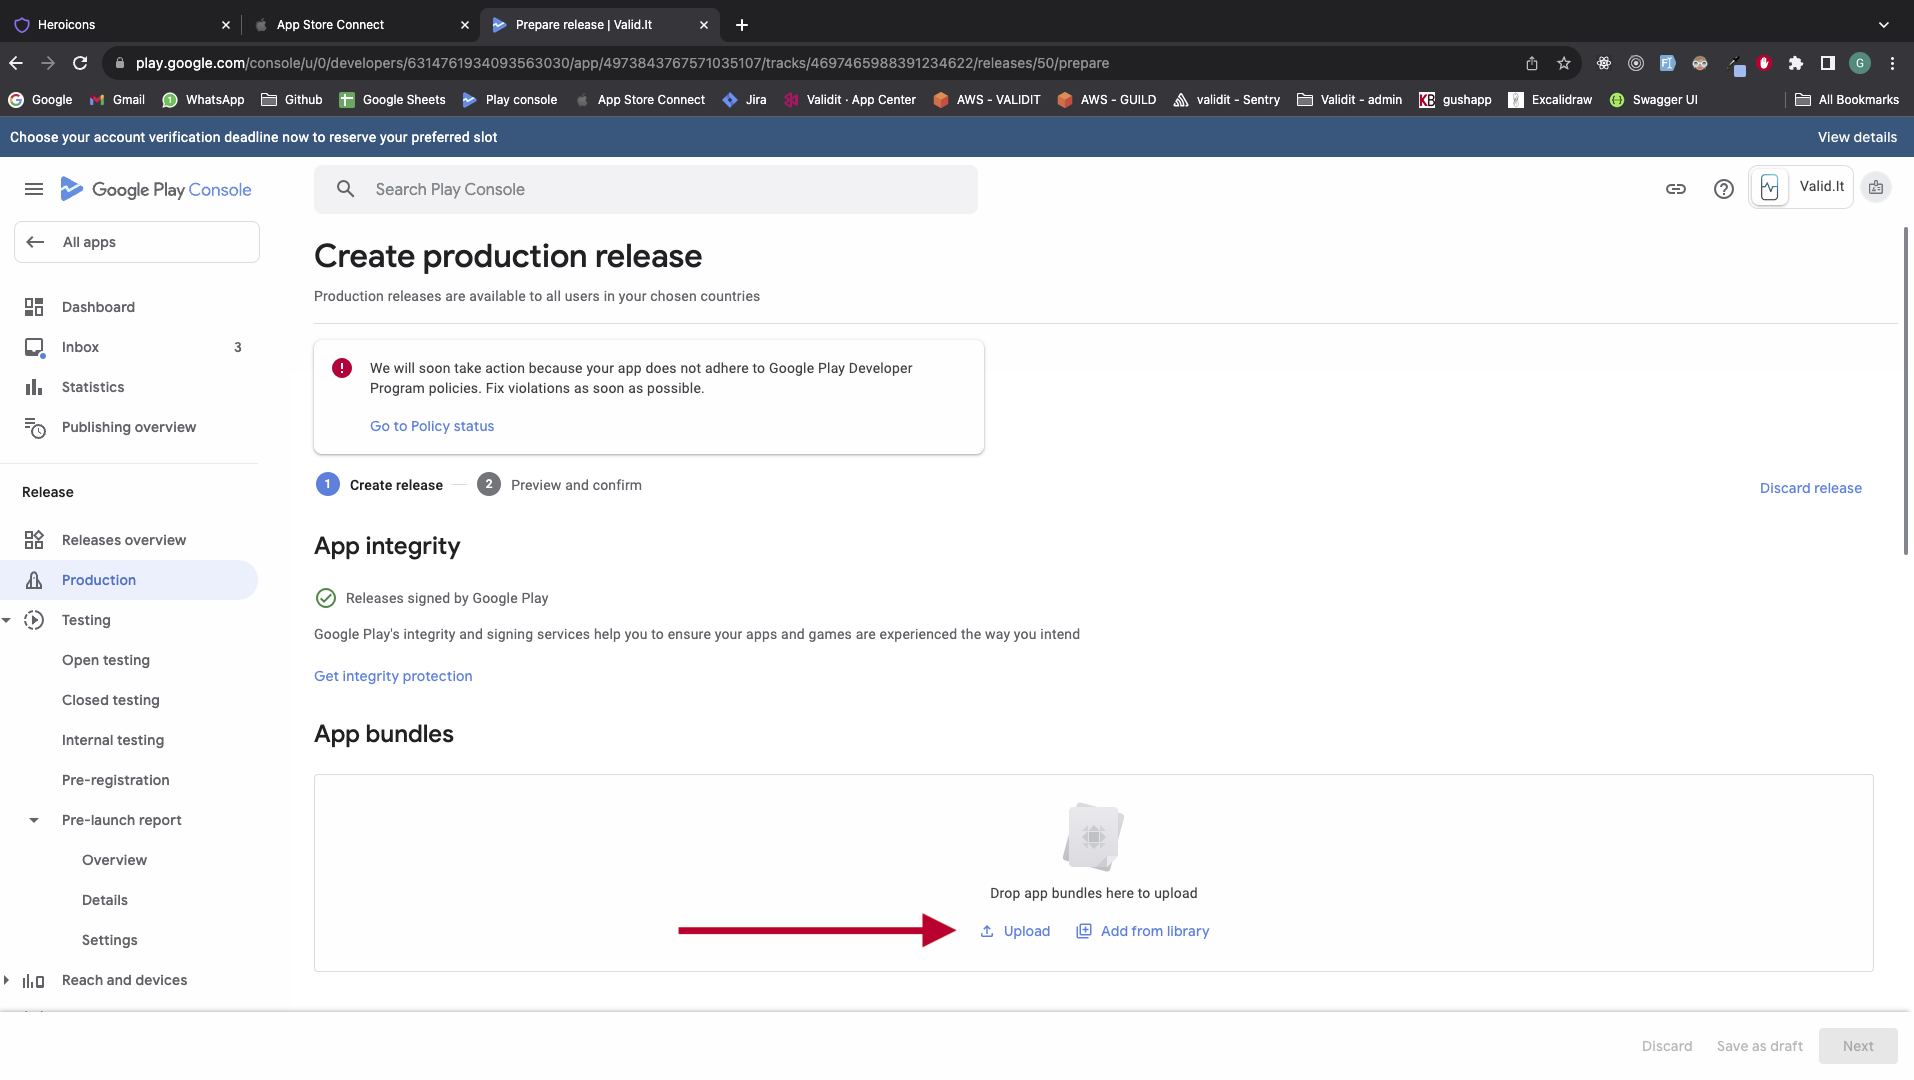 Heroicons
App Store Connect
Prepare release | Valid.It
play.google.com/console/u/0/developers/6314761934093563030/app/4973843767571035107/tracks/4697465988391234622/releases/50/prepare
G
Google
Gmail
WhatsApp
Github
Google Sheets
Play console
App Store Connect
Jira
Validit · App Center
AWS - VALIDIT
AWS - GUILD
validit - Sentry
Validit - admin
KB gushapp
Excalidraw
Swagger UI
All Bookmarks
Choose your account verification deadline now to reserve your preferred slot
View details
Google Play Console
Search Play Console
Valid.It
All apps
Dashboard
Inbox 3
Statistics
Publishing overview
Release
Releases overview
Production
Testing
Open testing
Closed testing
Internal testing
Pre-registration
Pre-launch report
Overview
Details
Settings
Reach and devices
Create production release
Production releases are available to all users in your chosen countries
We will soon take action because your app does not adhere to Google Play Developer
Program policies. Fix violations as soon as possible.
Go to Policy status
1 Create release
2 Preview and confirm
Discard release
App integrity
Releases signed by Google Play
Google Play's integrity and signing services help you to ensure your apps and games are experienced the way you intend
Get integrity protection
App bundles
Drop app bundles here to upload
Upload
Add from library
Discard
Save as draft
Next